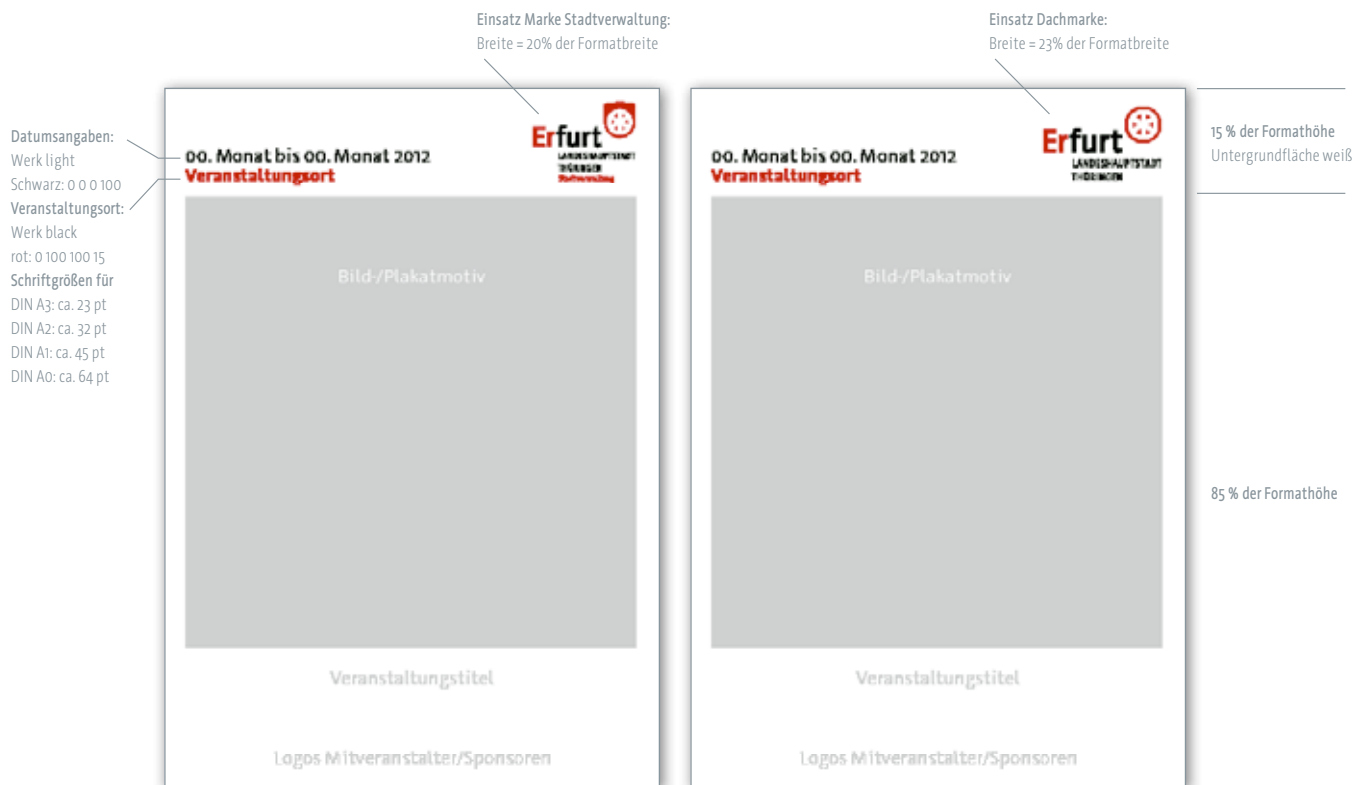 Einsatz Marke Stadtverwaltung:
Breite = 20% der Formatbreite
Einsatz Dachmarke:
Breite = 23% der Formatbreite
Datumsangaben:
Werk light
Schwarz: 0 0 0 100
Veranstaltungsort:
Werk black
rot: 0 100 100 15
Schriftgrößen für
DIN A3: ca. 23 pt
DIN A2: ca. 32 pt
DIN A1: ca. 45 pt
DIN A0: ca. 64 pt
00. Monat bis 00. Monat 2012
Veranstaltungsort
Erfurt
LANDESHAUPTSTADT
THÜRINGEN
Stadtverwaltung
Bild-/Plakatmotiv
Veranstaltungstitel
Logos Mitveranstalter/Sponsoren
00. Monat bis 00. Monat 2012
Veranstaltungsort
Erfurt
LANDESHAUPTSTADT
THÜRINGEN
Bild-/Plakatmotiv
Veranstaltungstitel
Logos Mitveranstalter/Sponsoren
15 % der Formathöhe
Untergrundfläche weiß
85 % der Formathöhe